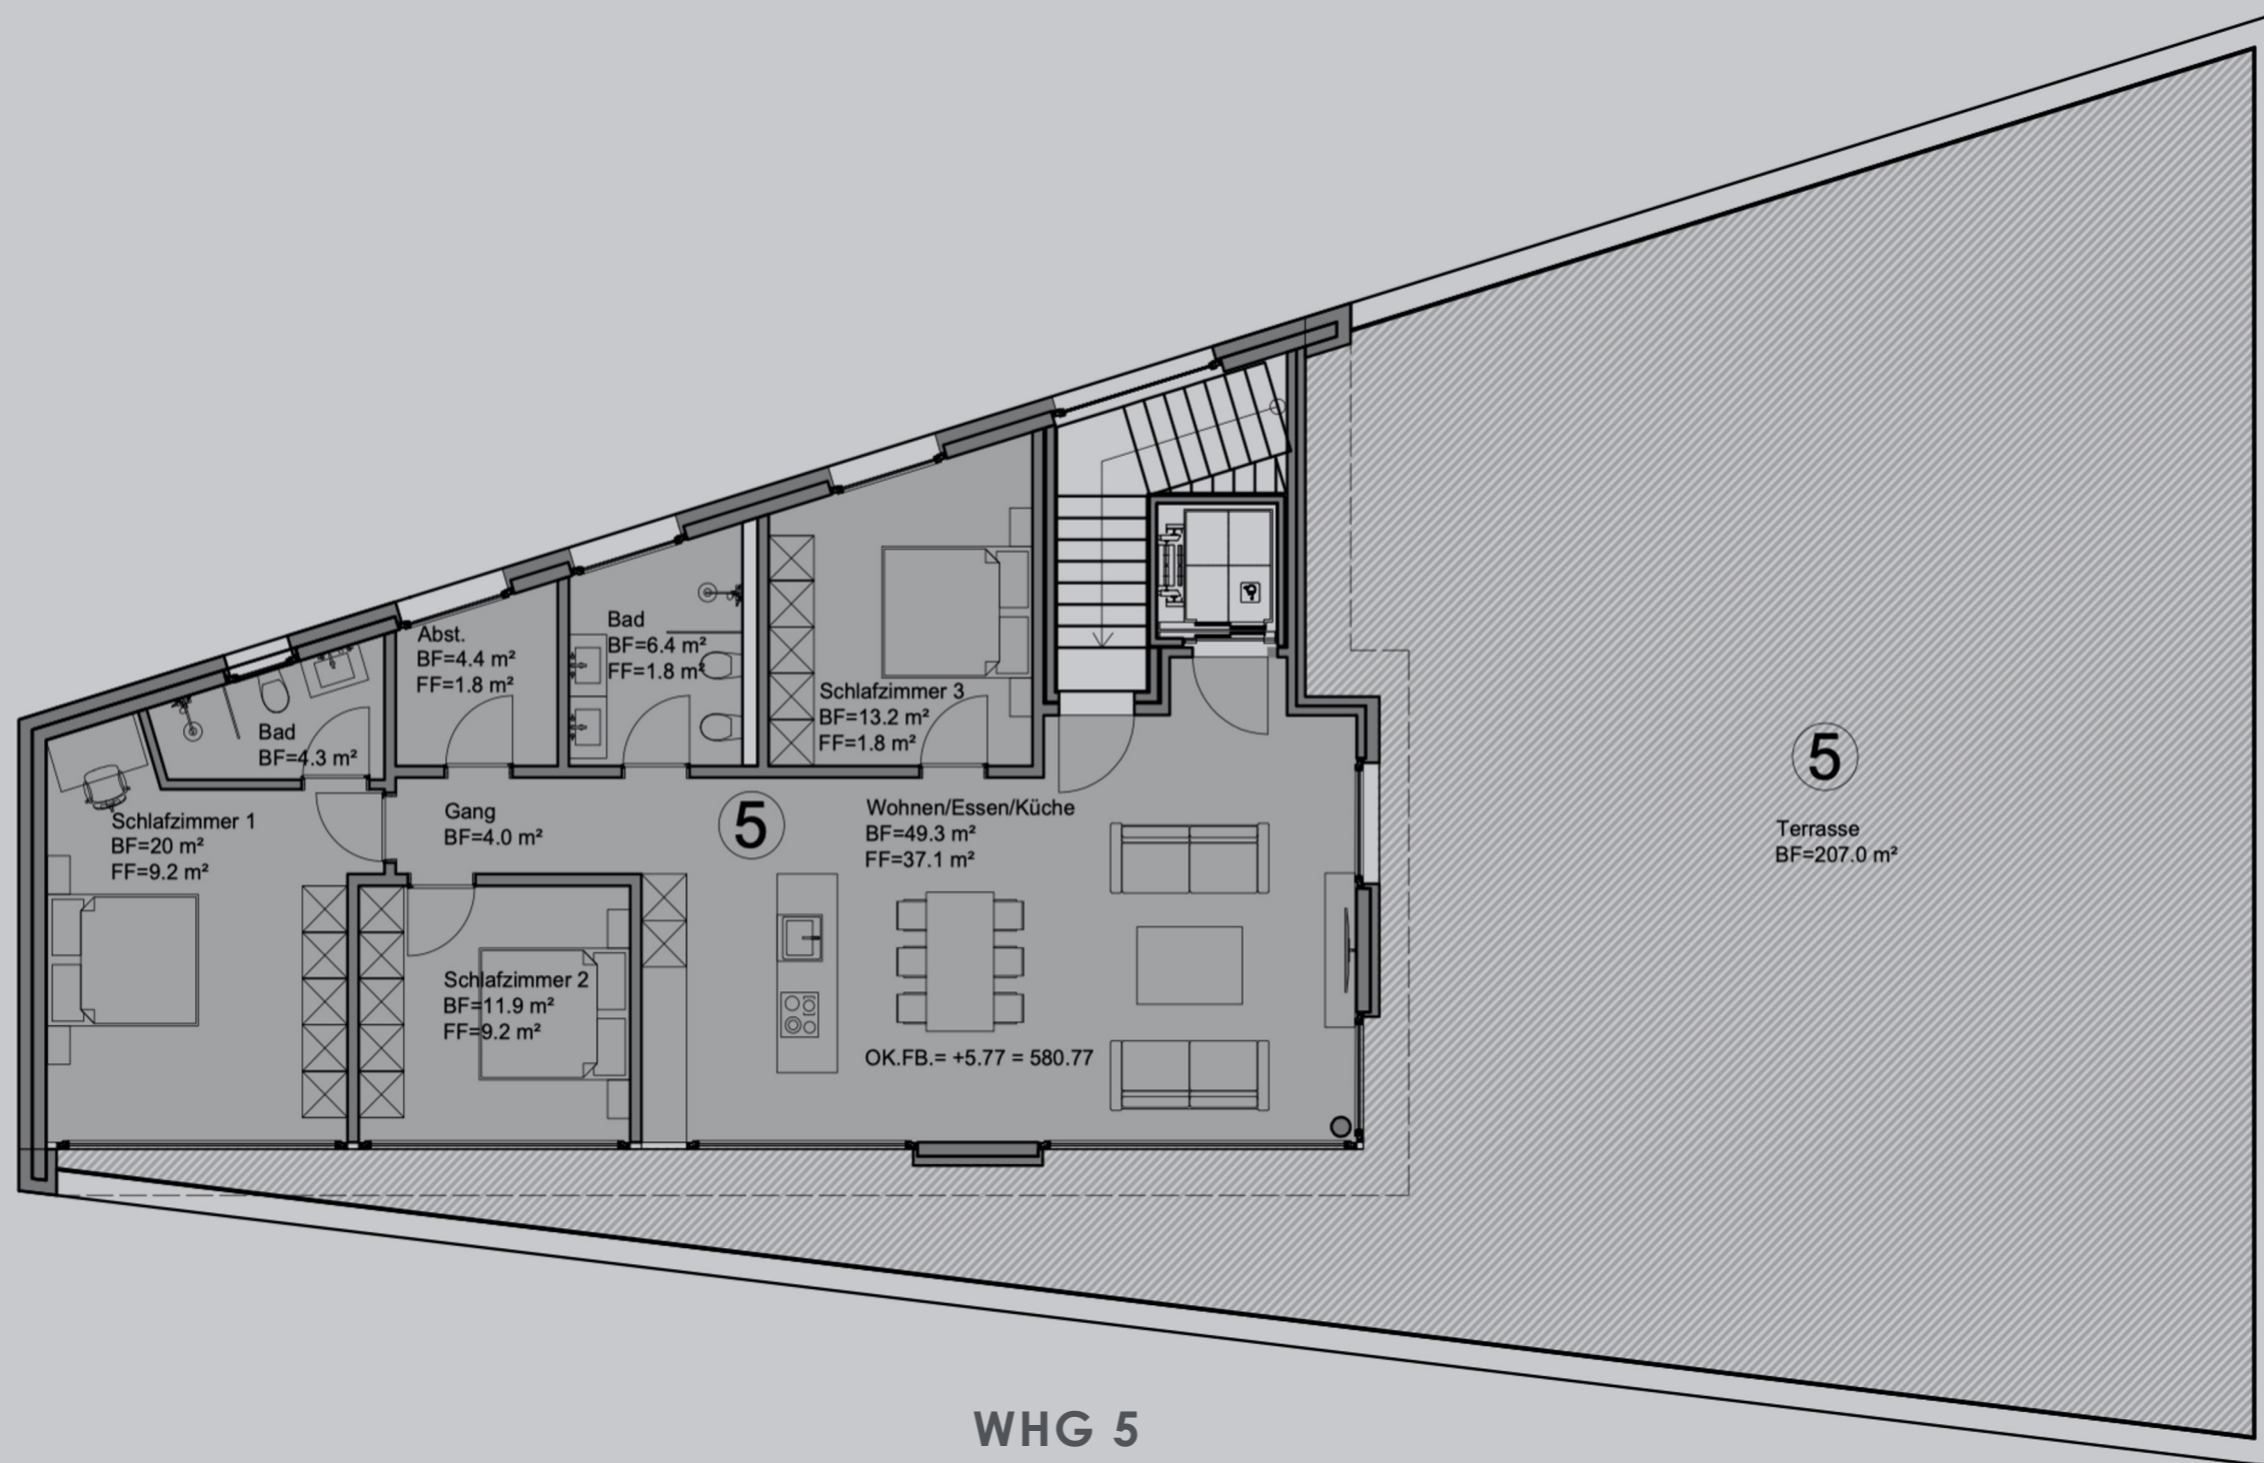 Abst.
BF=4.4 m²
FF=1.8 m²
Bad
BF=6.4 m²
FF=1.8 m²
Schlafzimmer 3
BF=13.2 m²
FF=1.8 m²
Bad
BF=4.3 m²
Schlafzimmer 1
BF=20 m²
FF=9.2 m²
Gang
BF=4.0 m²
5
Wohnen/Essen/Küche
BF=49.3 m²
FF=37.1 m²
5
Terrasse
BF=207.0 m²
Schlafzimmer 2
BF=11.9 m²
FF=9.2 m²
OK.FB.= +5.77 = 580.77
WHG 5